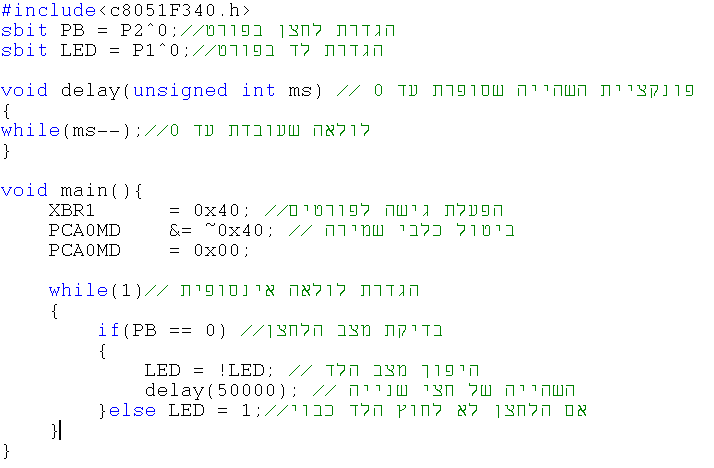 #include<c8051F340.h>
sbit PB = P2^0;//הגדרת לחצן בפורט
sbit LED = P1^0;//הגדרת לד בפורט
void delay(unsigned int ms) // פונקציית השהייה שסופרת עד 0
{
while(ms--);//לולאה שעובדת עד 0
}
void main(){
XBR1 = 0x40; //הפעלת גישה לפורטים
PCA0MD &= ~0x40; // ביטול כלבי שמירה
PCA0MD = 0x00;
while(1)// הגדרת לולאה אינסופית
{
if(PB == 0) //בדיקת מצב הלחצן
{
LED = !LED; // היפוך מצב הלד
delay(50000); // השהייה של חצי שנייה
}else LED = 1;//אם הלחצן לא לחוץ הלד כבוי
}
}